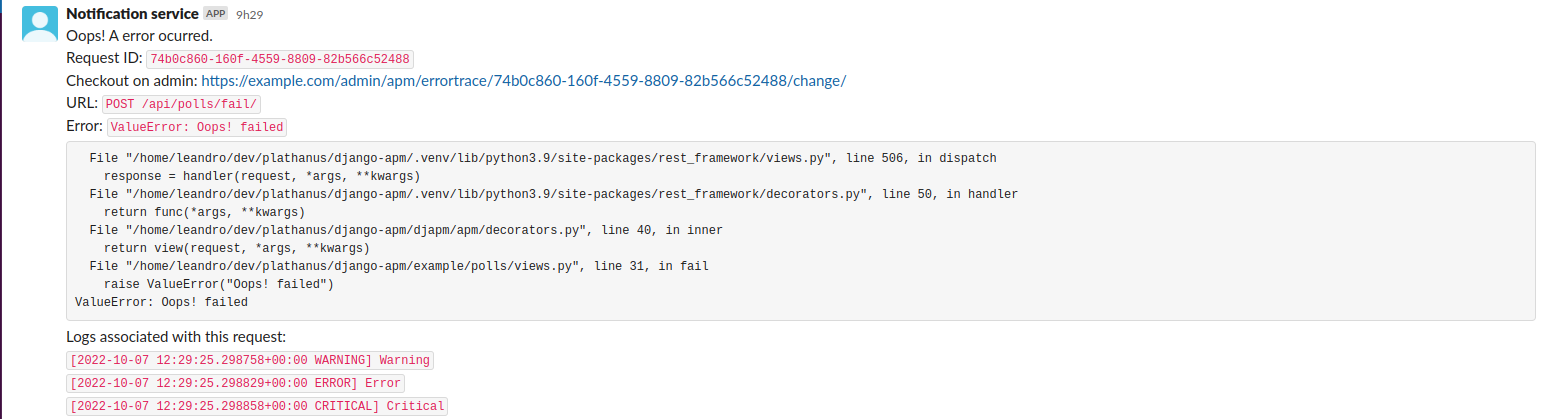 Notification service APP 9h29
Oops! A error ocurred.
Request ID: 74b0c860-160f-4559-8809-82b566c52488
Checkout on admin: https://example.com/admin/apm/errortrace/74b0c860-160f-4559-8809-82b566c52488/change/
URL: POST /api/polls/fail/
Error: ValueError: Oops! failed
  File "/home/leandro/dev/plathanus/django-apm/.venv/lib/python3.9/site-packages/rest_framework/views.py", line 506, in dispatch
    response = handler(request, *args, **kwargs)
  File "/home/leandro/dev/plathanus/django-apm/.venv/lib/python3.9/site-packages/rest_framework/decorators.py", line 50, in handler
    return func(*args, **kwargs)
  File "/home/leandro/dev/plathanus/django-apm/djapm/apm/decorators.py", line 40, in inner
    return view(request, *args, **kwargs)
  File "/home/leandro/dev/plathanus/django-apm/example/polls/views.py", line 31, in fail
    raise ValueError("Oops! failed")
ValueError: Oops! failed
Logs associated with this request:
[2022-10-07 12:29:25.298758+00:00 WARNING] Warning
[2022-10-07 12:29:25.298829+00:00 ERROR] Error
[2022-10-07 12:29:25.298858+00:00 CRITICAL] Critical